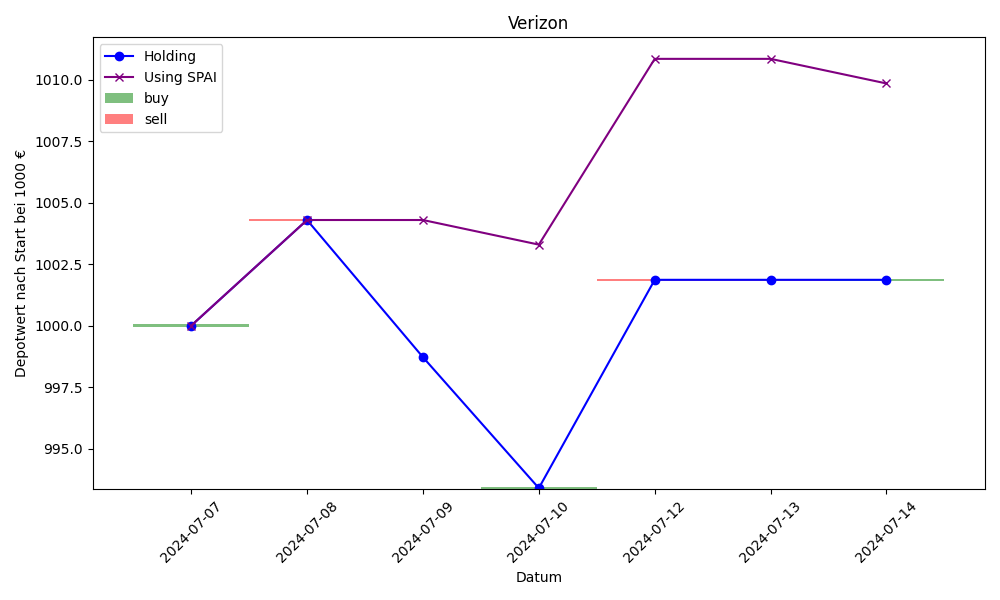 Verizon
Holding
Using SPAI
buy
sell
Depotwert nach Start bei 1000 €
1010.0
1007.5
1005.0
1002.5
1000.0
997.5
995.0
2024-07-07
2024-07-08
2024-07-09
2024-07-10
2024-07-12
2024-07-13
2024-07-14
Datum